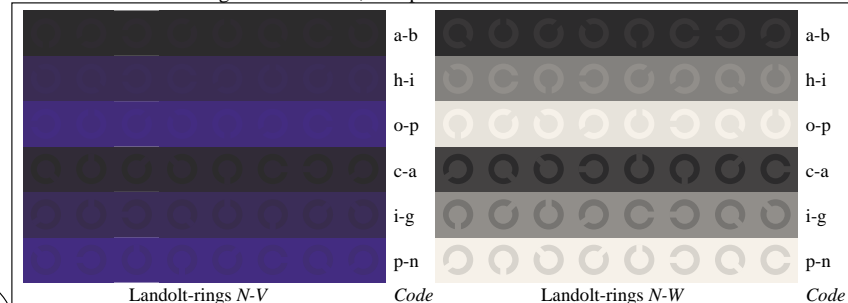 a-b a-b
h-i h-i
o-p o-p
c-a c-a
i-g i-g
p-n p-n
Landolt-rings N-V Code Landolt-rings N-W Code